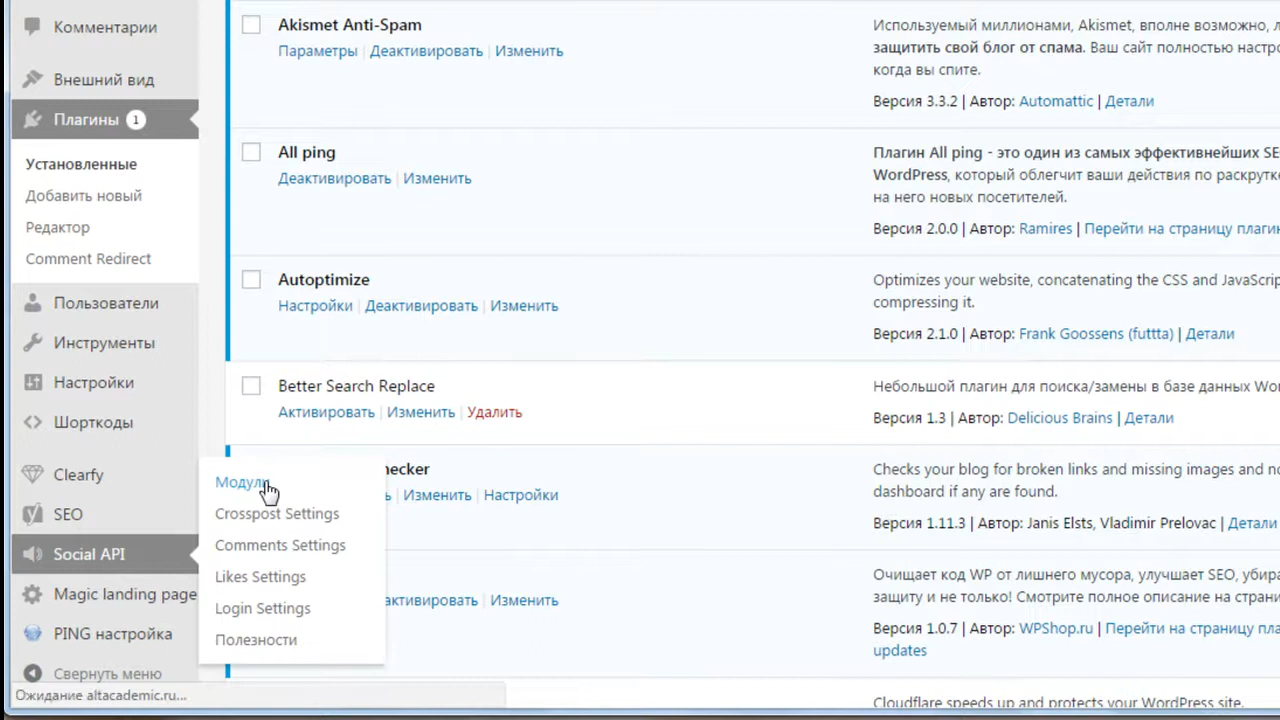 Комментарии
Внешний вид
Плагины 1
Установленные
Добавить новый
Редактор
Comment Redirect
Пользователи
Инструменты
Настройки
Шорткоды
Clearfy
SEO
Social API
Magic landing page
PING настройка
Свернуть меню
Модули
Crosspost Settings
Comments Settings
Likes Settings
Login Settings
Полезности
Akismet Anti-Spam
Параметры | Деактивировать | Изменить
Используемый миллионами, Akismet, вполне возможно, л
защитить свой блог от спама. Ваш сайт полностью настро
когда вы спите.
Версия 3.3.2 | Автор: Automattic | Детали
All ping
Деактивировать | Изменить
Плагин All ping - это один из самых эффективнейших SE
WordPress, который облегчит ваши действия по раскрутке
на него новых посетителей.
Версия 2.0.0 | Автор: Ramires | Перейти на страницу плагин
Autoptimize
Настройки | Деактивировать | Изменить
Optimizes your website, concatenating the CSS and JavaScrip
compressing it.
Версия 2.1.0 | Автор: Frank Goossens (futtta) | Детали
Better Search Replace
Активировать | Изменить | Удалить
Небольшой плагин для поиска/замены в базе данных Wo
Версия 1.3 | Автор: Delicious Brains | Детали
hecker
ь | Изменить | Настройки
Checks your blog for broken links and missing images and no
dashboard if any are found.
Версия 1.11.3 | Автор: Janis Elsts, Vladimir Prelovac | Детали
активировать | Изменить
Очищает код WP от лишнего мусора, улучшает SEO, убира
защиту и не только! Смотрите полное описание на страни
Версия 1.0.7 | Автор: WPShop.ru | Перейти на страницу пла
updates
Cloudflare speeds up and protects your WordPress site.
Ожидание altacademic.ru...